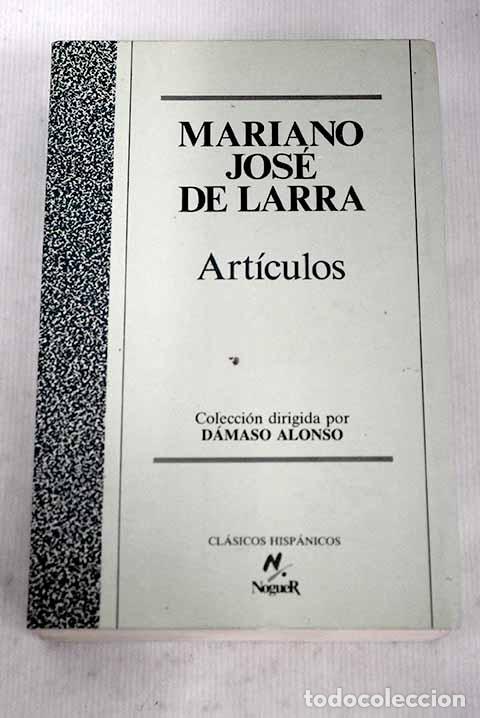 MARIANO
JOSÉ
DE LARRA
Artículos
Colección dirigida por
DÁMASO ALONSO
CLÁSICOS HISPÁNICOS
N
NogueR
todocoleccion